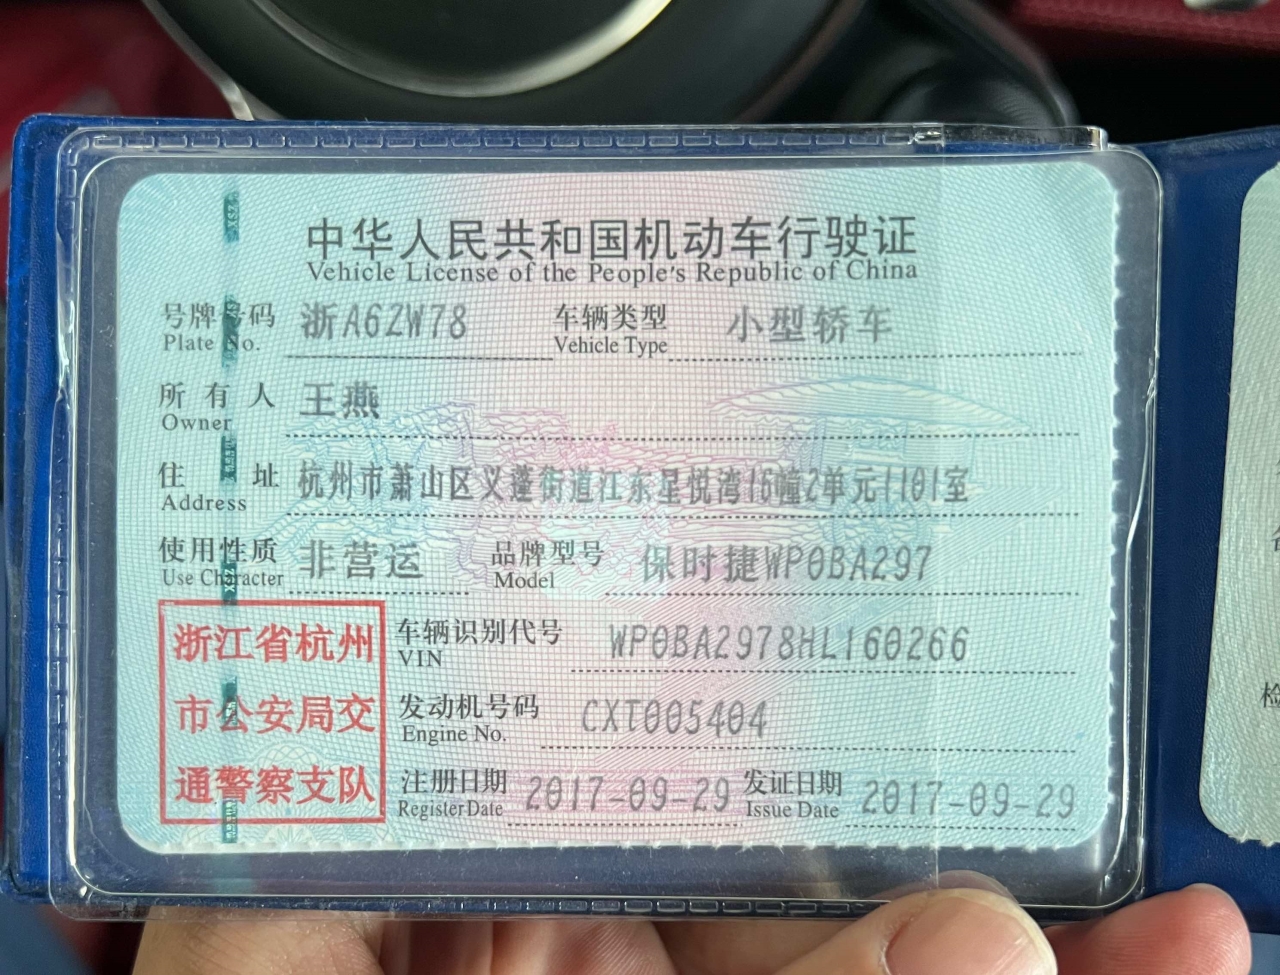 中华人民共和国机动车行驶证
Vehicle License of the People's Republic of China
号牌号码 浙A6ZW78 车辆类型 小型轿车
Plate No. Vehicle Type
所有人 王燕
Owner
住址 杭州市萧山区义蓬街道江东星悦湾16幢2单元1101室
Address
使用性质 非营运 品牌型号 保时捷WP0BA297
Use Character Model
浙江省杭州
市公安局交
通警察支队
车辆识别代号 WP0BA2978HL160266
VIN
发动机号码 CXT005404
Engine No.
注册日期 2017-09-29 发证日期 2017-09-29
Register Date Issue Date